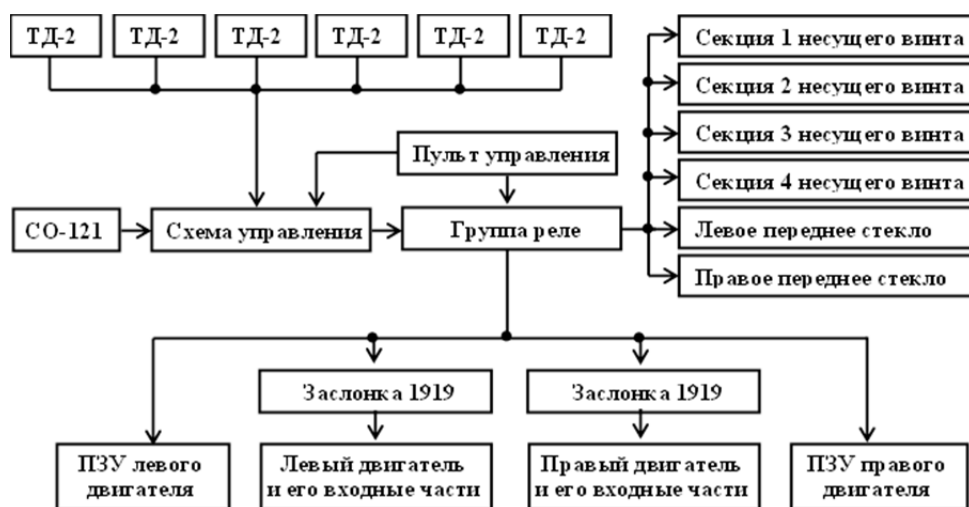 ТД-2 ТД-2 ТД-2 ТД-2 ТД-2 ТД-2
Секция 1 несущего винта
Секция 2 несущего винта
Секция 3 несущего винта
Секция 4 несущего винта
Левое переднее стекло
Правое переднее стекло
Пульт управления
СО-121
Схема управления
Группа реле
Заслонка 1919
Заслонка 1919
ПЗУ левого
двигателя
Левый двигатель
и его входные части
Правый двигатель
и его входные части
ПЗУ правого
двигателя